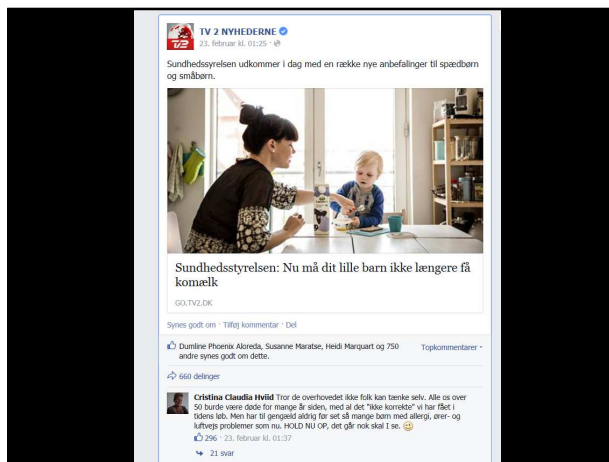 TV 2 NYHEDERNE
23. februar kl. 01:25 ·
Sundhedssyrelsen udkommer i dag med en række nye anbefalinger til spædbørn
og småbørn.
Sundhedsstyrelsen: Nu må dit lille barn ikke længere få
komælk
GO.TV2.DK
Synes godt om · Tilføj kommentar · Del
Dumline Phoenix Aloreda, Susanne Maratse, Heidi Marquart og 750
andre synes godt om dette.
Topkommentarer
660 delinger
Cristina Claudia Hviid Tror de overhovedet ikke folk kan tænke selv. Alle os over
50 burde være døde for mange år siden, med al det "ikke korrekte" vi har fået i
tidens løb. Men har til gengæld aldrig før set så mange børn med allergi, ører- og
luftvejs problemer som nu. HOLD NU OP, det går nok skal I se.
296 · 23. februar kl. 01:37
21 svar